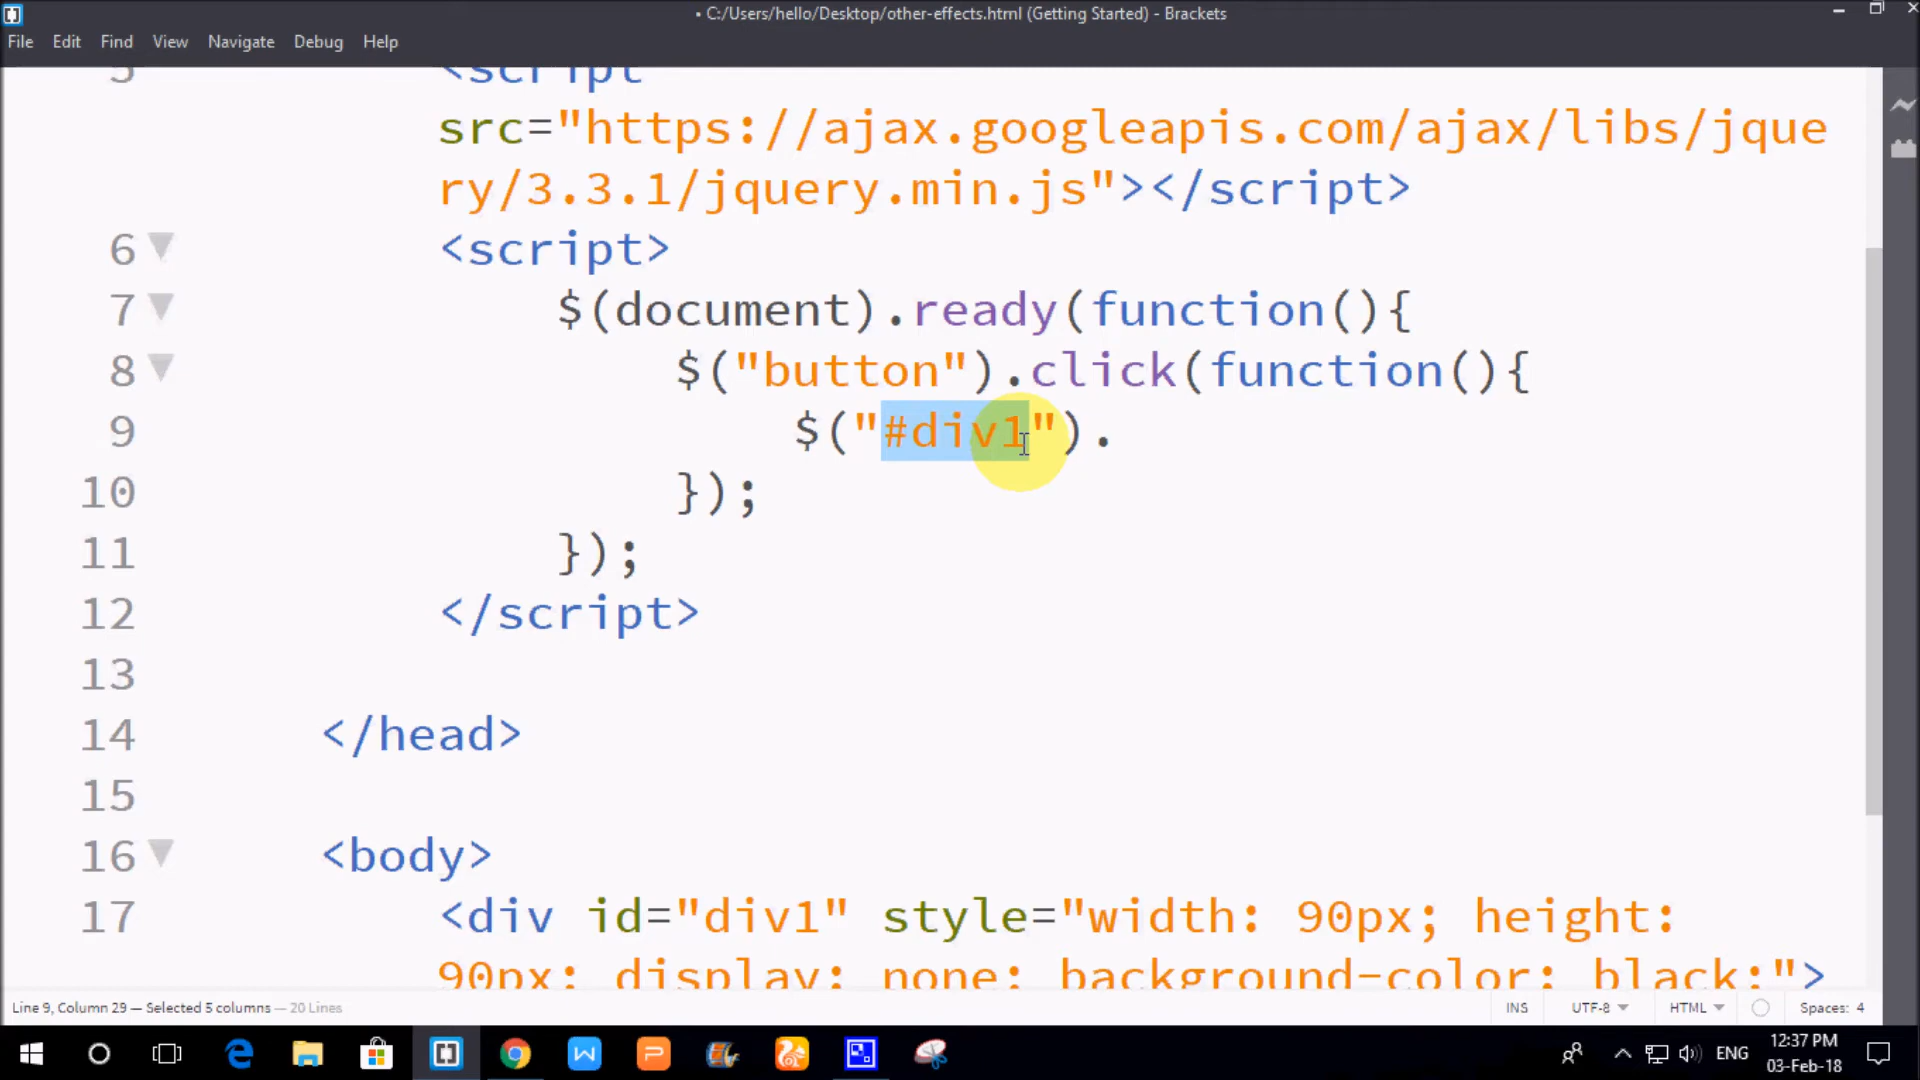 • C:/Users/hello/Desktop/other-effects.html (Getting Started) - Brackets
File Edit Find View Navigate Debug Help
5 <script
src="https://ajax.googleapis.com/ajax/libs/jque
ry/3.3.1/jquery.min.js"></script>
6 <script>
7 $(document).ready(function(){
8 $("button").click(function(){
9 $("#div1").
10 });
11 });
12 </script>
13
14 </head>
15
16 <body>
17 <div id="div1" style="width: 90px; height:
90px; display: none; background-color: black;">
Line 9, Column 29 — Selected 5 columns — 20 Lines INS UTF-8 HTML Spaces: 4
ENG 12:37 PM
03-Feb-18